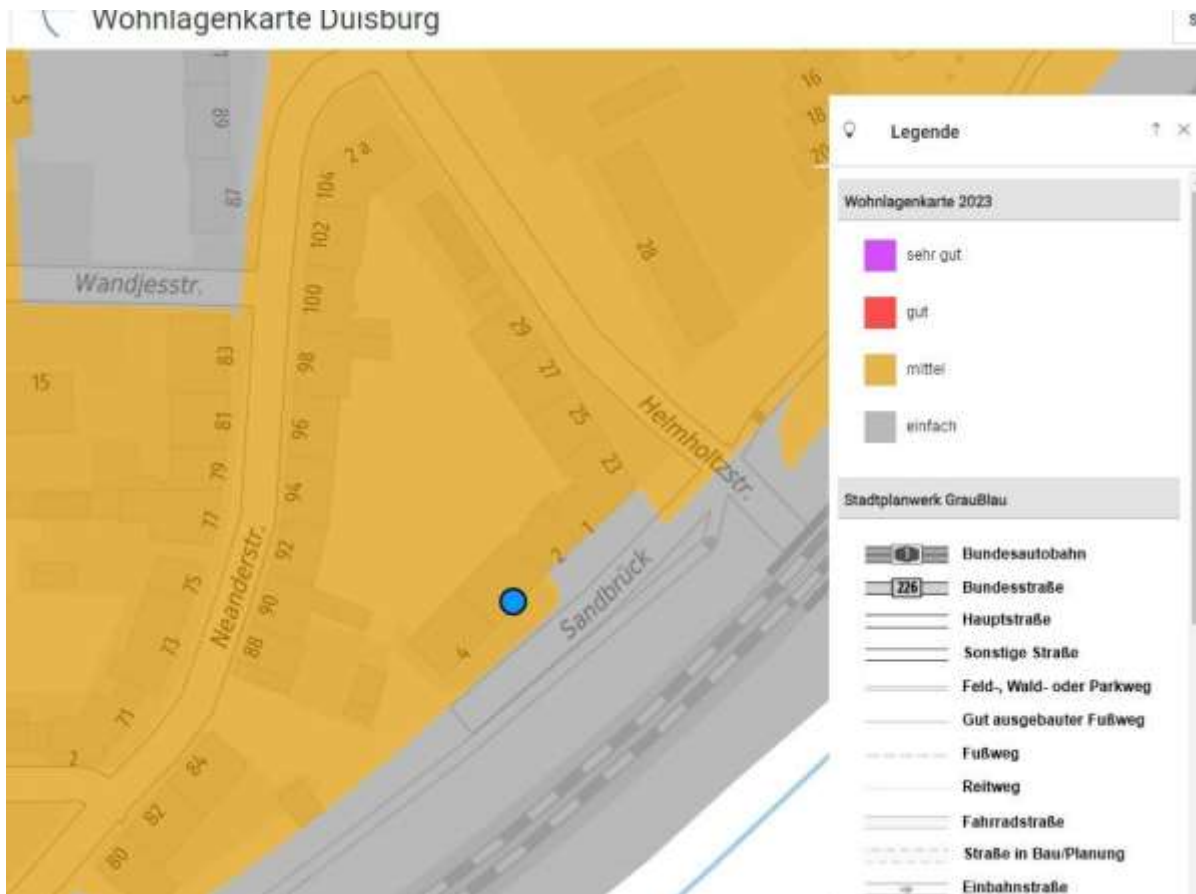 Wohnlagenkarte Duisburg
S
Legende
Wohnlagenkarte 2023
sehr gut
gut
mittel
einfach
Stadtplanwerk GrauBlau
Bundesautobahn
226
Bundesstraße
Hauptstraße
Sonstige Straße
Feld-, Wald- oder Parkweg
Gut ausgebauter Fußweg
Fußweg
Reitweg
Fahrradstraße
Straße in Bau/Planung
Einbahnstraße
Wandjesstr.
Neanderstr.
Helmholtzstr.
Sandbrück
5
89
87
2 a
104
102
100
98
96
94
92
90
88
83
81
79
77
75
73
71
2
84
82
80
15
16
18
20
28
29
27
25
23
1
2
4